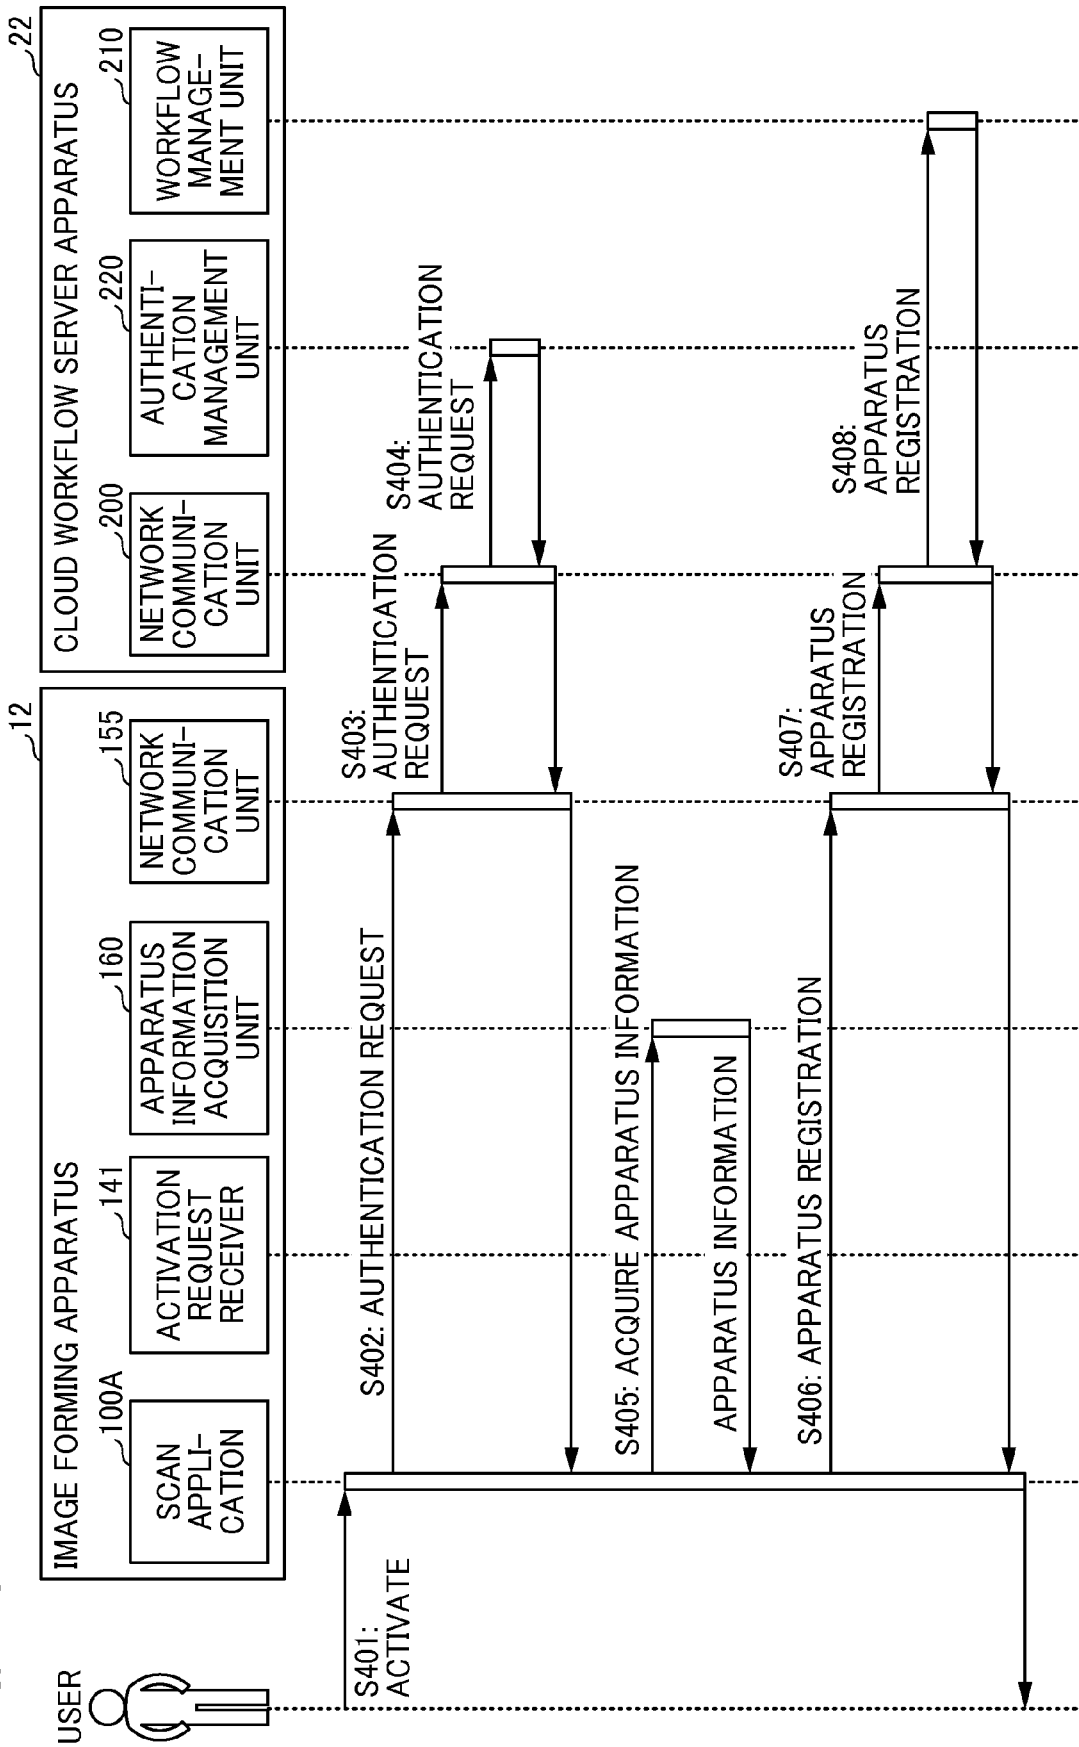 USER
IMAGE FORMING APPARATUS
12
SCAN
APPLI-
CATION
100A
ACTIVATION
REQUEST
RECEIVER
141
APPARATUS
INFORMATION
ACQUISITION
UNIT
160
NETWORK
COMMUNI-
CATION
UNIT
155
CLOUD WORKFLOW SERVER APPARATUS
22
NETWORK
COMMUNI-
CATION
UNIT
200
AUTHENTI-
CATION
MANAGEMENT
UNIT
220
WORKFLOW
MANAGE-
MENT UNIT
210
S401:
ACTIVATE
S402: AUTHENTICATION REQUEST
S403:
AUTHENTICATION
REQUEST
S404:
AUTHENTICATION
REQUEST
S405: ACQUIRE APPARATUS INFORMATION
APPARATUS INFORMATION
S406: APPARATUS REGISTRATION
S407:
APPARATUS
REGISTRATION
S408:
APPARATUS
REGISTRATION